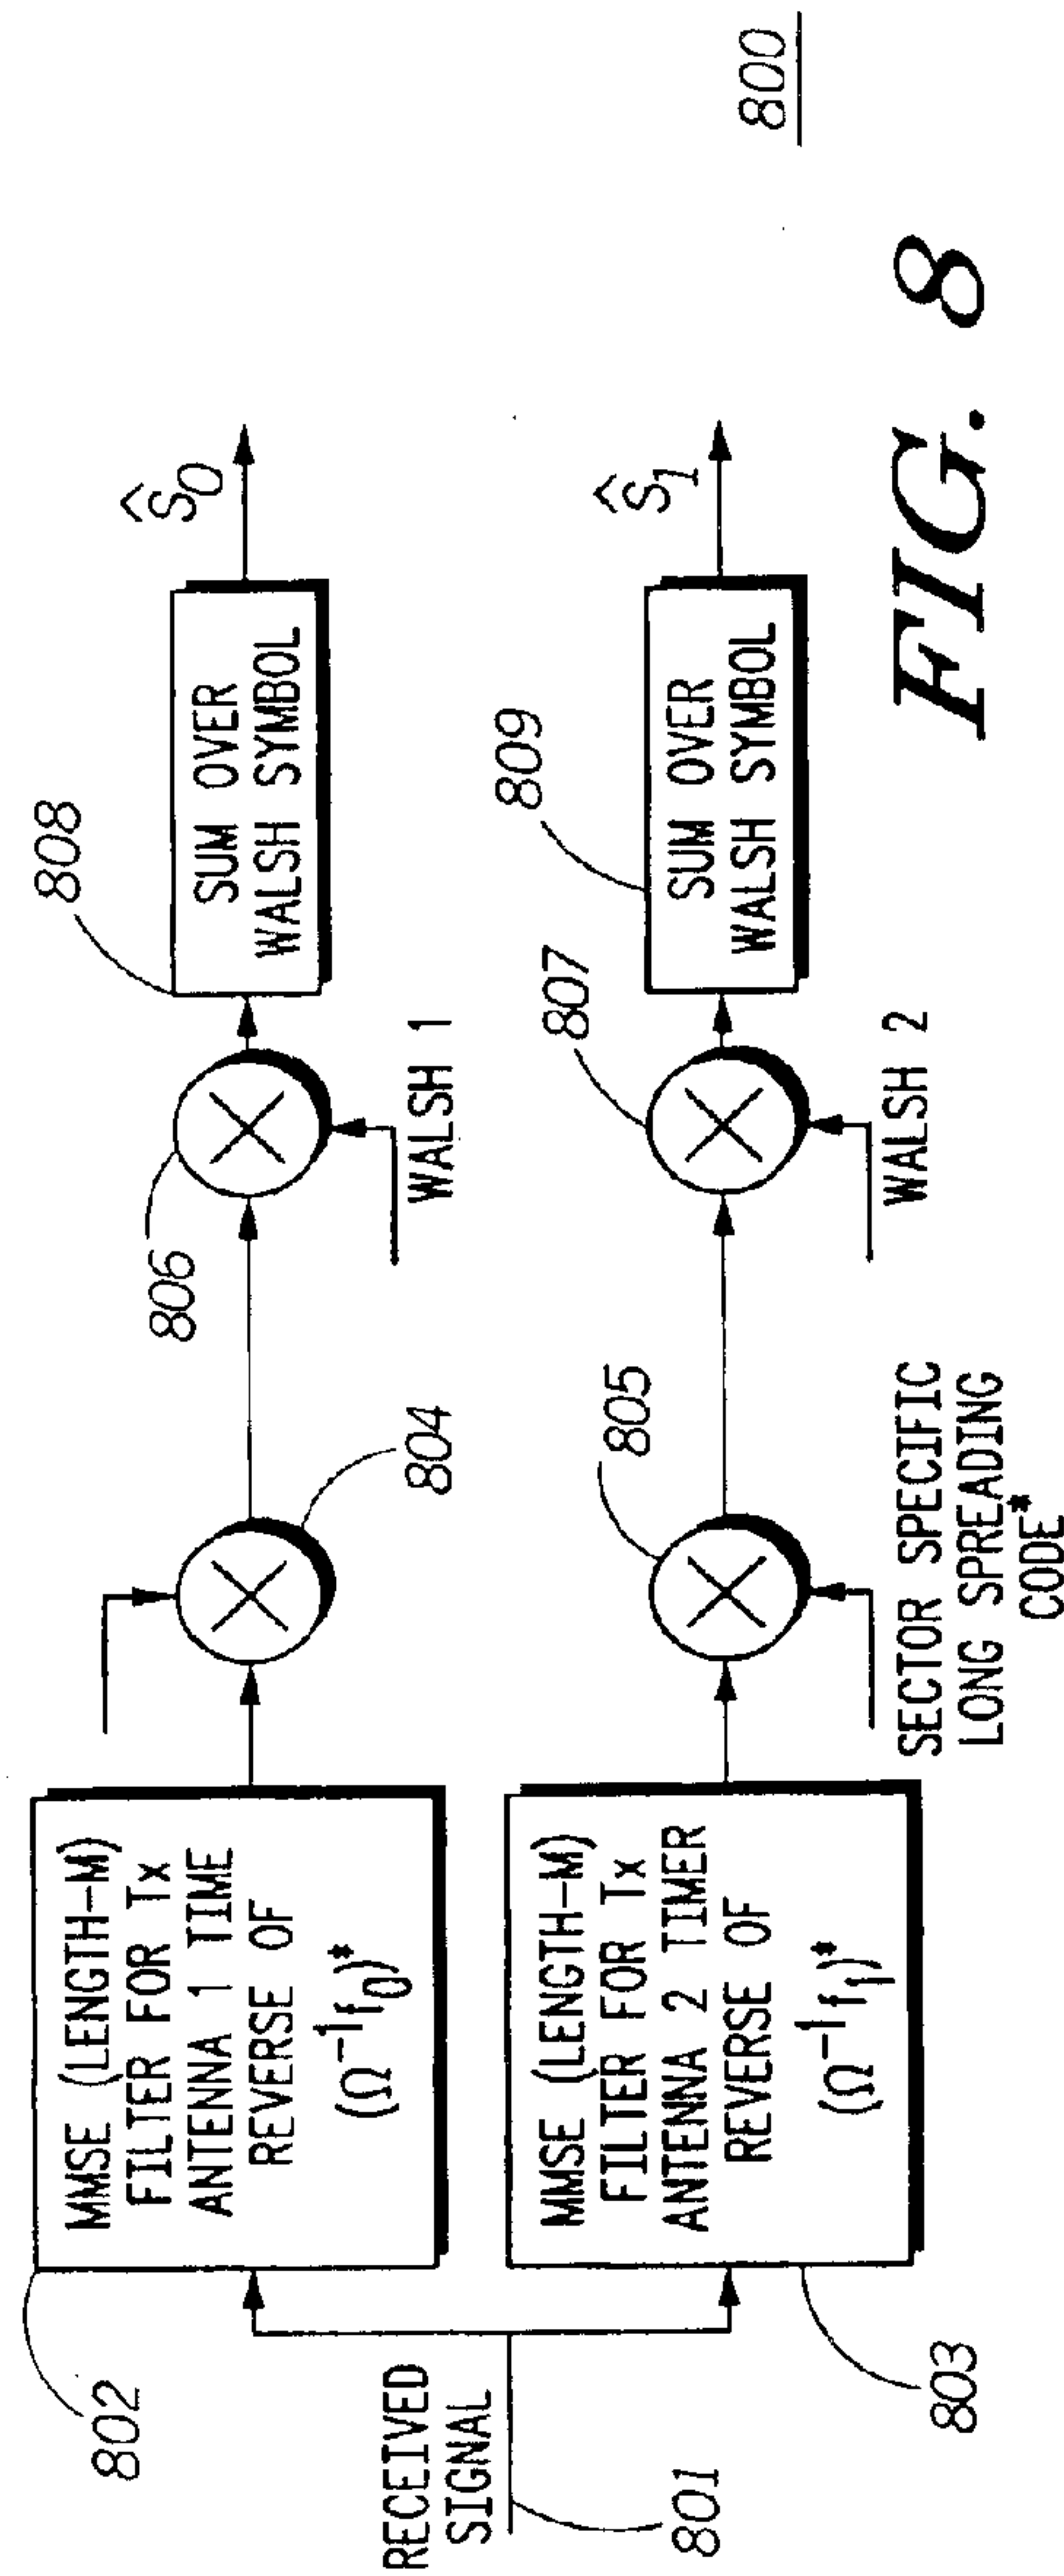 800
RECEIVED
SIGNAL
801
802
MMSE (LENGTH-M)
FILTER FOR Tx
ANTENNA 1 TIME
REVERSE OF
(Ω⁻¹f₀)*
804
806
WALSH 1
808
SUM OVER
WALSH SYMBOL
Ŝ₀
803
MMSE (LENGTH-M)
FILTER FOR Tx
ANTENNA 2 TIMER
REVERSE OF
(Ω⁻¹f₁)*
805
SECTOR SPECIFIC
LONG SPREADING
CODE*
807
WALSH 2
809
SUM OVER
WALSH SYMBOL
Ŝ₁
FIG. 8